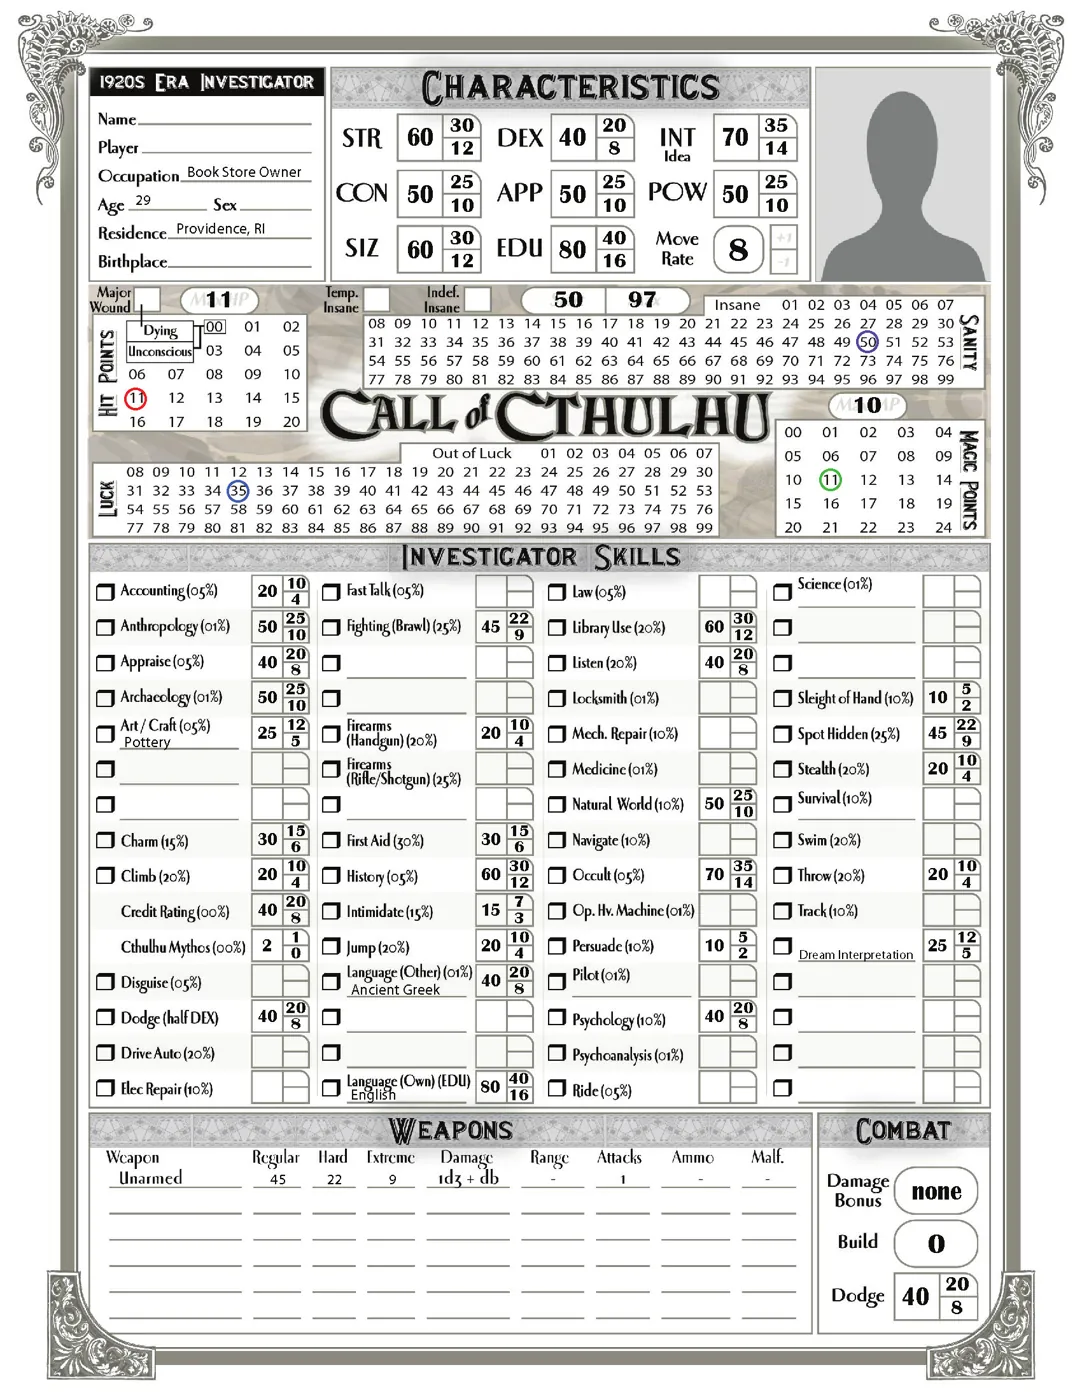 1920s Era Investigator
Name
Player
Occupation Book Store Owner
Age 29 Sex
Residence Providence, RI
Birthplace
Characteristics
STR 60 30 12 DEX 40 20 8 INT Idea 70 35 14
CON 50 25 10 APP 50 25 10 POW 50 25 10
SIZ 60 30 12 EDU 80 40 16 Move Rate 8 +1 -1
Major Wound 11
Hit Points
Dying 00 01 02
Unconscious 03 04 05
06 07 08 09 10
11 12 13 14 15
16 17 18 19 20
Temp. Insane Indef. Insane 50 97
Sanity
Insane 01 02 03 04 05 06 07
08 09 10 11 12 13 14 15 16 17 18 19 20 21 22 23 24 25 26 27 28 29 30
31 32 33 34 35 36 37 38 39 40 41 42 43 44 45 46 47 48 49 50 51 52 53
54 55 56 57 58 59 60 61 62 63 64 65 66 67 68 69 70 71 72 73 74 75 76
77 78 79 80 81 82 83 84 85 86 87 88 89 90 91 92 93 94 95 96 97 98 99
Call of Cthulhu
Luck
Out of Luck 01 02 03 04 05 06 07
08 09 10 11 12 13 14 15 16 17 18 19 20 21 22 23 24 25 26 27 28 29 30
31 32 33 34 35 36 37 38 39 40 41 42 43 44 45 46 47 48 49 50 51 52 53
54 55 56 57 58 59 60 61 62 63 64 65 66 67 68 69 70 71 72 73 74 75 76
77 78 79 80 81 82 83 84 85 86 87 88 89 90 91 92 93 94 95 96 97 98 99
10
Magic Points
00 01 02 03 04
05 06 07 08 09
10 11 12 13 14
15 16 17 18 19
20 21 22 23 24
Investigator Skills
Accounting (05%) 20 10 4
Anthropology (01%) 50 25 10
Appraise (05%) 40 20 8
Archaeology (01%) 50 25 10
Art / Craft (05%) 25 12 5
Pottery
Charm (15%) 30 15 6
Climb (20%) 20 10 4
Credit Rating (00%) 40 20 8
Cthulhu Mythos (00%) 2 1 0
Disguise (05%)
Dodge (half DEX) 40 20 8
Drive Auto (20%)
Elec Repair (10%)
Fast Talk (05%)
Fighting (Brawl) (25%) 45 22 9
Firearms
(Handgun) (20%) 20 10 4
Firearms
(Rifle/Shotgun) (25%)
First Aid (30%) 30 15 6
History (05%) 60 30 12
Intimidate (15%) 15 7 3
Jump (20%) 20 10 4
Language (Other) (01%) 40 20 8
Ancient Greek
Language (Own) (EDU) 80 40 16
English
Law (05%)
Library Use (20%) 60 30 12
Listen (20%) 40 20 8
Locksmith (01%)
Mech. Repair (10%)
Medicine (01%)
Natural World (10%) 50 25 10
Navigate (10%)
Occult (05%) 70 35 14
Op. Hv. Machine (01%)
Persuade (10%) 10 5 2
Pilot (01%)
Psychology (10%) 40 20 8
Psychoanalysis (01%)
Ride (05%)
Science (01%)
Sleight of Hand (10%) 10 5 2
Spot Hidden (25%) 45 22 9
Stealth (20%) 20 10 4
Survival (10%)
Swim (20%)
Throw (20%) 20 10 4
Track (10%)
Dream Interpretation 25 12 5
Weapons
Weapon Regular Hard Extreme Damage Range Attacks Ammo Malf.
Unarmed 45 22 9 1d3 + db - 1 - -
Combat
Damage Bonus none
Build 0
Dodge 40 20 8